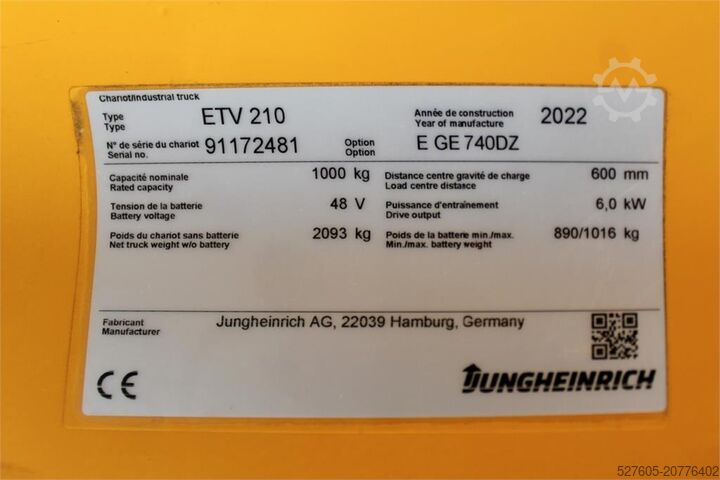 Chariot/Industrial truck
Type ETV 210 Année de construction 2022
Type Year of manufacture
N° de série du chariot 91172481 Option E GE 740DZ
Serial no. Option
Capacité nominale 1000 kg Distance centre gravité de charge 600 mm
Rated capacity Load centre distance
Tension de la batterie 48 V Puissance d'entraînement 6,0 kW
Battery voltage Drive output
Poids du chariot sans batterie 2093 kg Poids de la batterie min./max. 890/1016 kg
Net truck weight w/o battery Min./max. battery weight
Fabricant Jungheinrich AG, 22039 Hamburg, Germany
Manufacturer
CE JUNGHEINRICH
527605-20776402